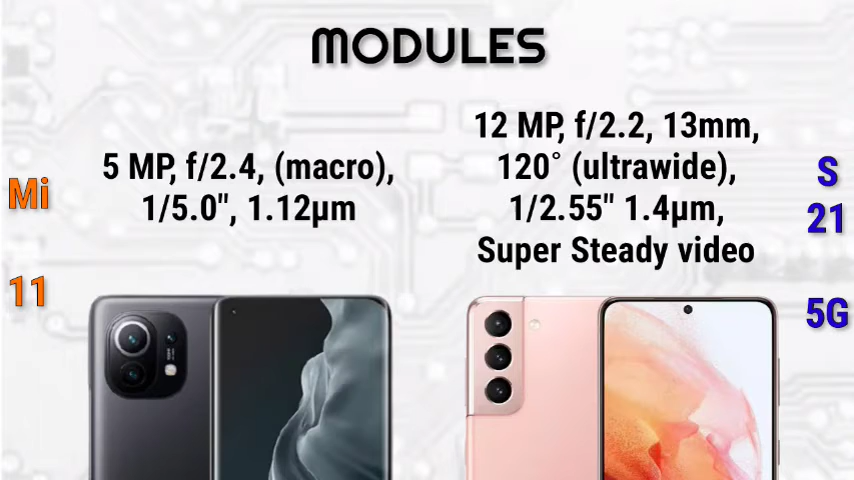 MODULES
5 MP, f/2.4, (macro),
1/5.0", 1.12µm
12 MP, f/2.2, 13mm,
120˚ (ultrawide),
1/2.55" 1.4µm,
Super Steady video
Mi
11
S
21
5G